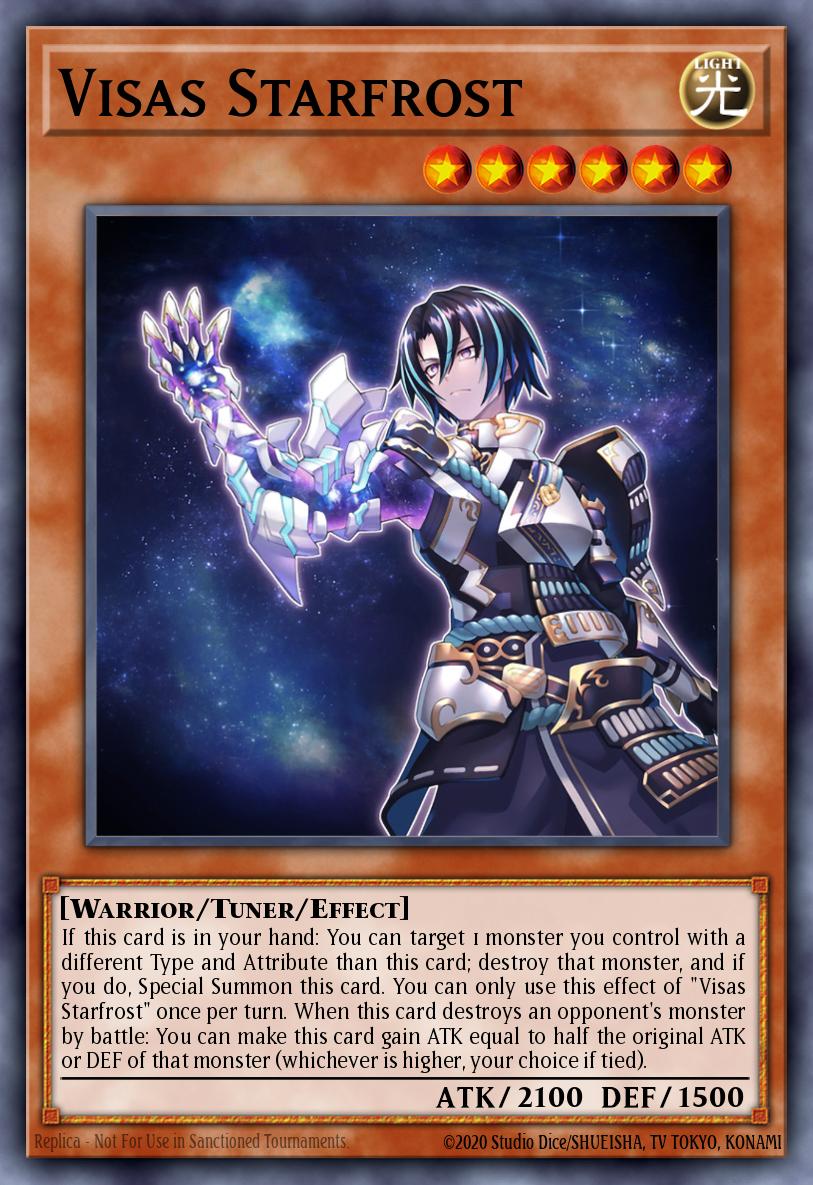 Visas Starfrost
LIGHT
光
[Warrior/Tuner/Effect]
If this card is in your hand: You can target 1 monster you control with a
different Type and Attribute than this card; destroy that monster, and if
you do, Special Summon this card. You can only use this effect of "Visas
Starfrost" once per turn. When this card destroys an opponent's monster
by battle: You can make this card gain ATK equal to half the original ATK
or DEF of that monster (whichever is higher, your choice if tied).
ATK/2100 DEF/1500
Replica - Not For Use in Sanctioned Tournaments.
©2020 Studio Dice/SHUEISHA, TV TOKYO, KONAMI